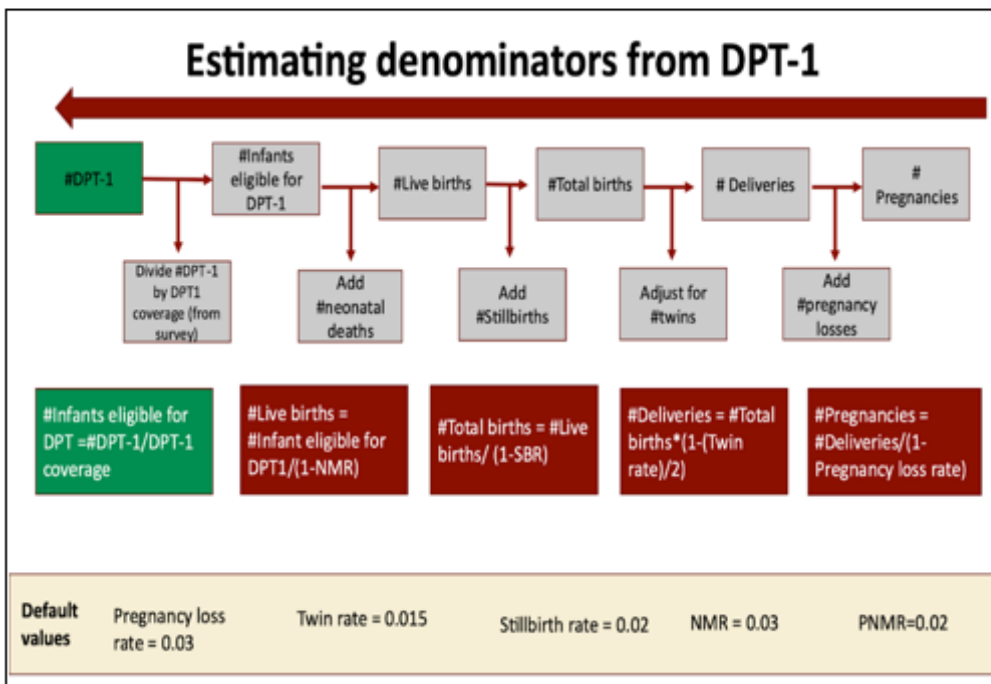 Estimating denominators from DPT-1
#DPT-1
#Infants
eligible for
DPT-1
#Live births
#Total births
# Deliveries
#
Pregnancies
Divide #DPT-1
by DPT1
coverage (from
survey)
Add
#neonatal
deaths
Add
#Stillbirths
Adjust for
#twins
Add
#pregnancy
losses
#Infants eligible for
DPT =#DPT-1/DPT-1
coverage
#Live births =
#Infant eligible for
DPT1/(1-NMR)
#Total births = #Live
births/ (1-SBR)
#Deliveries = #Total
births*(1-(Twin
rate)/2)
#Pregnancies =
#Deliveries/(1-
Pregnancy loss rate)
Default
values
Pregnancy loss
rate = 0.03
Twin rate = 0.015
Stillbirth rate = 0.02
NMR = 0.03
PNMR=0.02